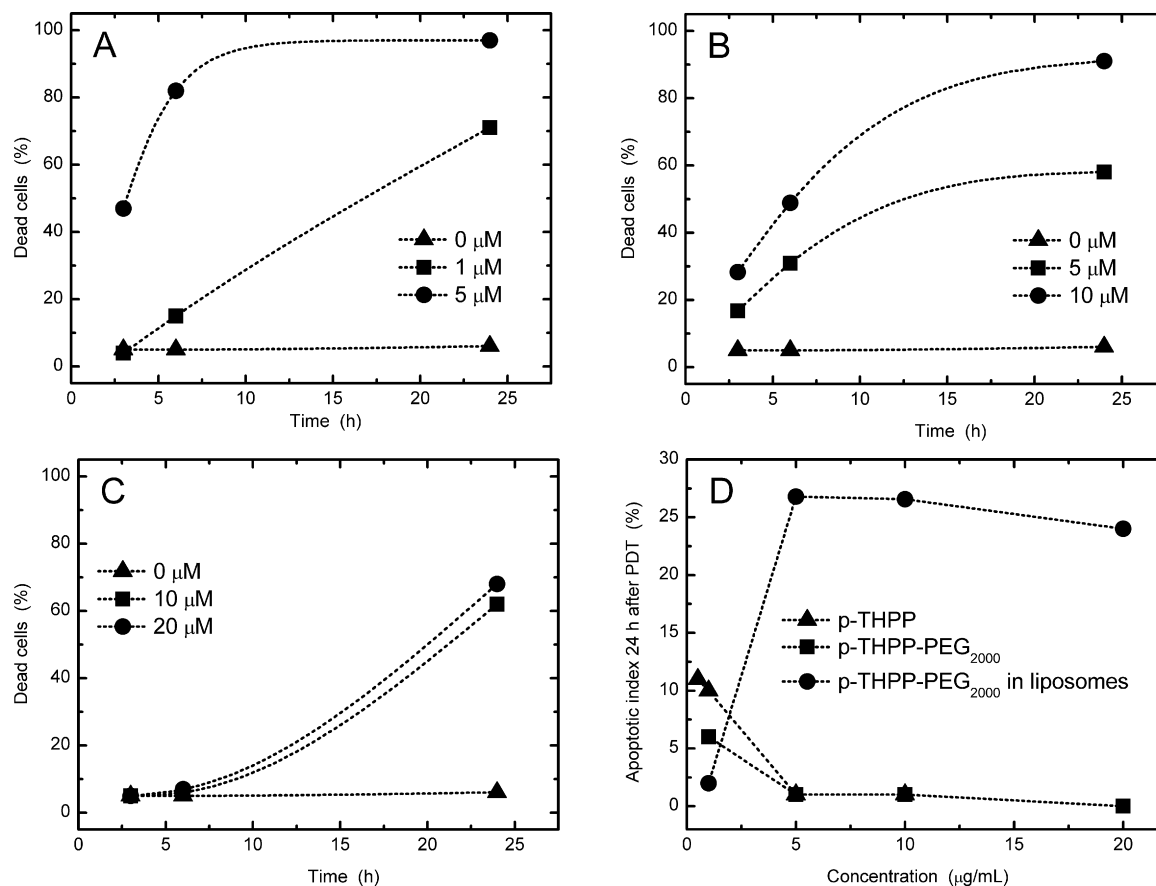 A
100
80
60
40
20
0
Dead cells (%)
0 μM
1 μM
5 μM
0 5 10 15 20 25
Time (h)
B
100
80
60
40
20
0
Dead cells (%)
0 μM
5 μM
10 μM
0 5 10 15 20 25
Time (h)
C
100
80
60
40
20
0
Dead cells (%)
0 μM
10 μM
20 μM
0 5 10 15 20 25
Time (h)
D
30
25
20
15
10
5
0
Apoptotic index 24 h after PDT (%)
p-THPP
p-THPP-PEG2000
p-THPP-PEG2000 in liposomes
0 5 10 15 20
Concentration (μg/mL)